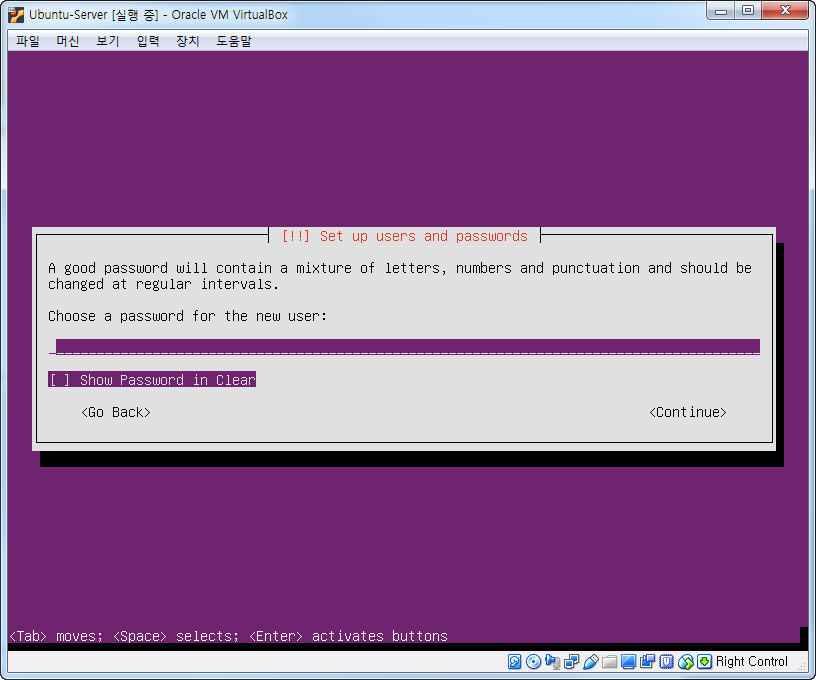 Ubuntu-Server [실행 중] - Oracle VM VirtualBox
파일 머신 보기 입력 장치 도움말
[!!] Set up users and passwords
A good password will contain a mixture of letters, numbers and punctuation and should be
changed at regular intervals.
Choose a password for the new user:
[ ] Show Password in Clear
<Go Back> <Continue>
<Tab> moves; <Space> selects; <Enter> activates buttons
Right Control